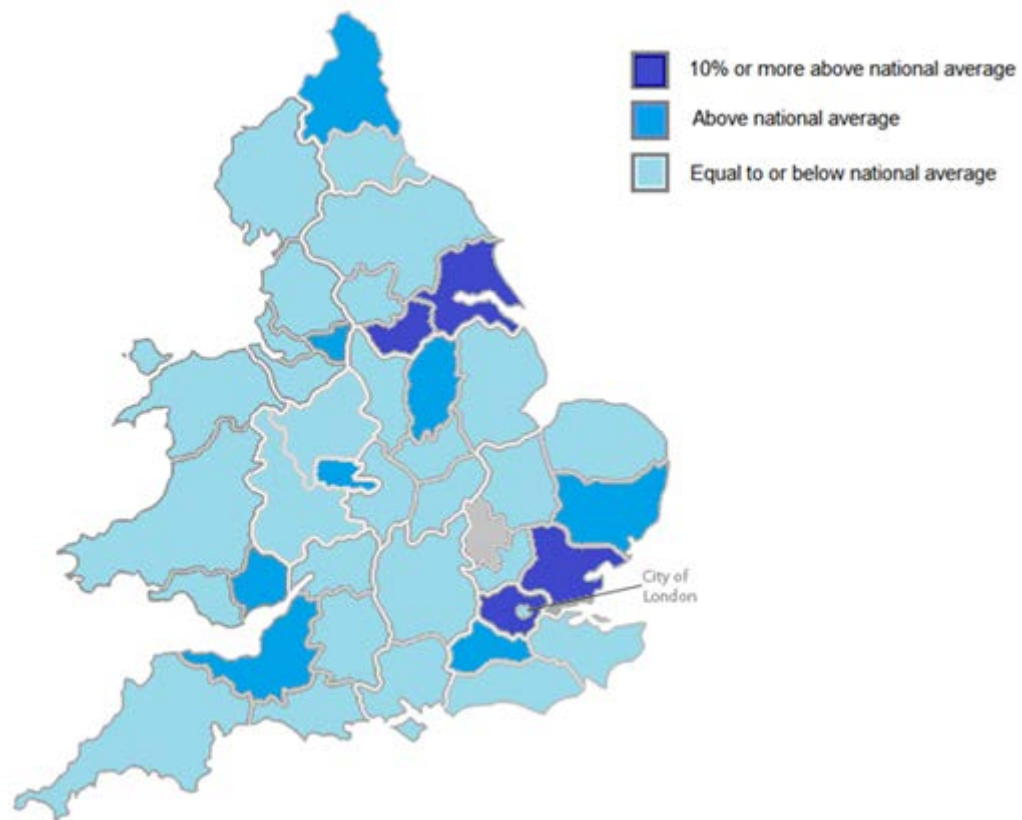 10% or more above national average
Above national average
Equal to or below national average
City of
London